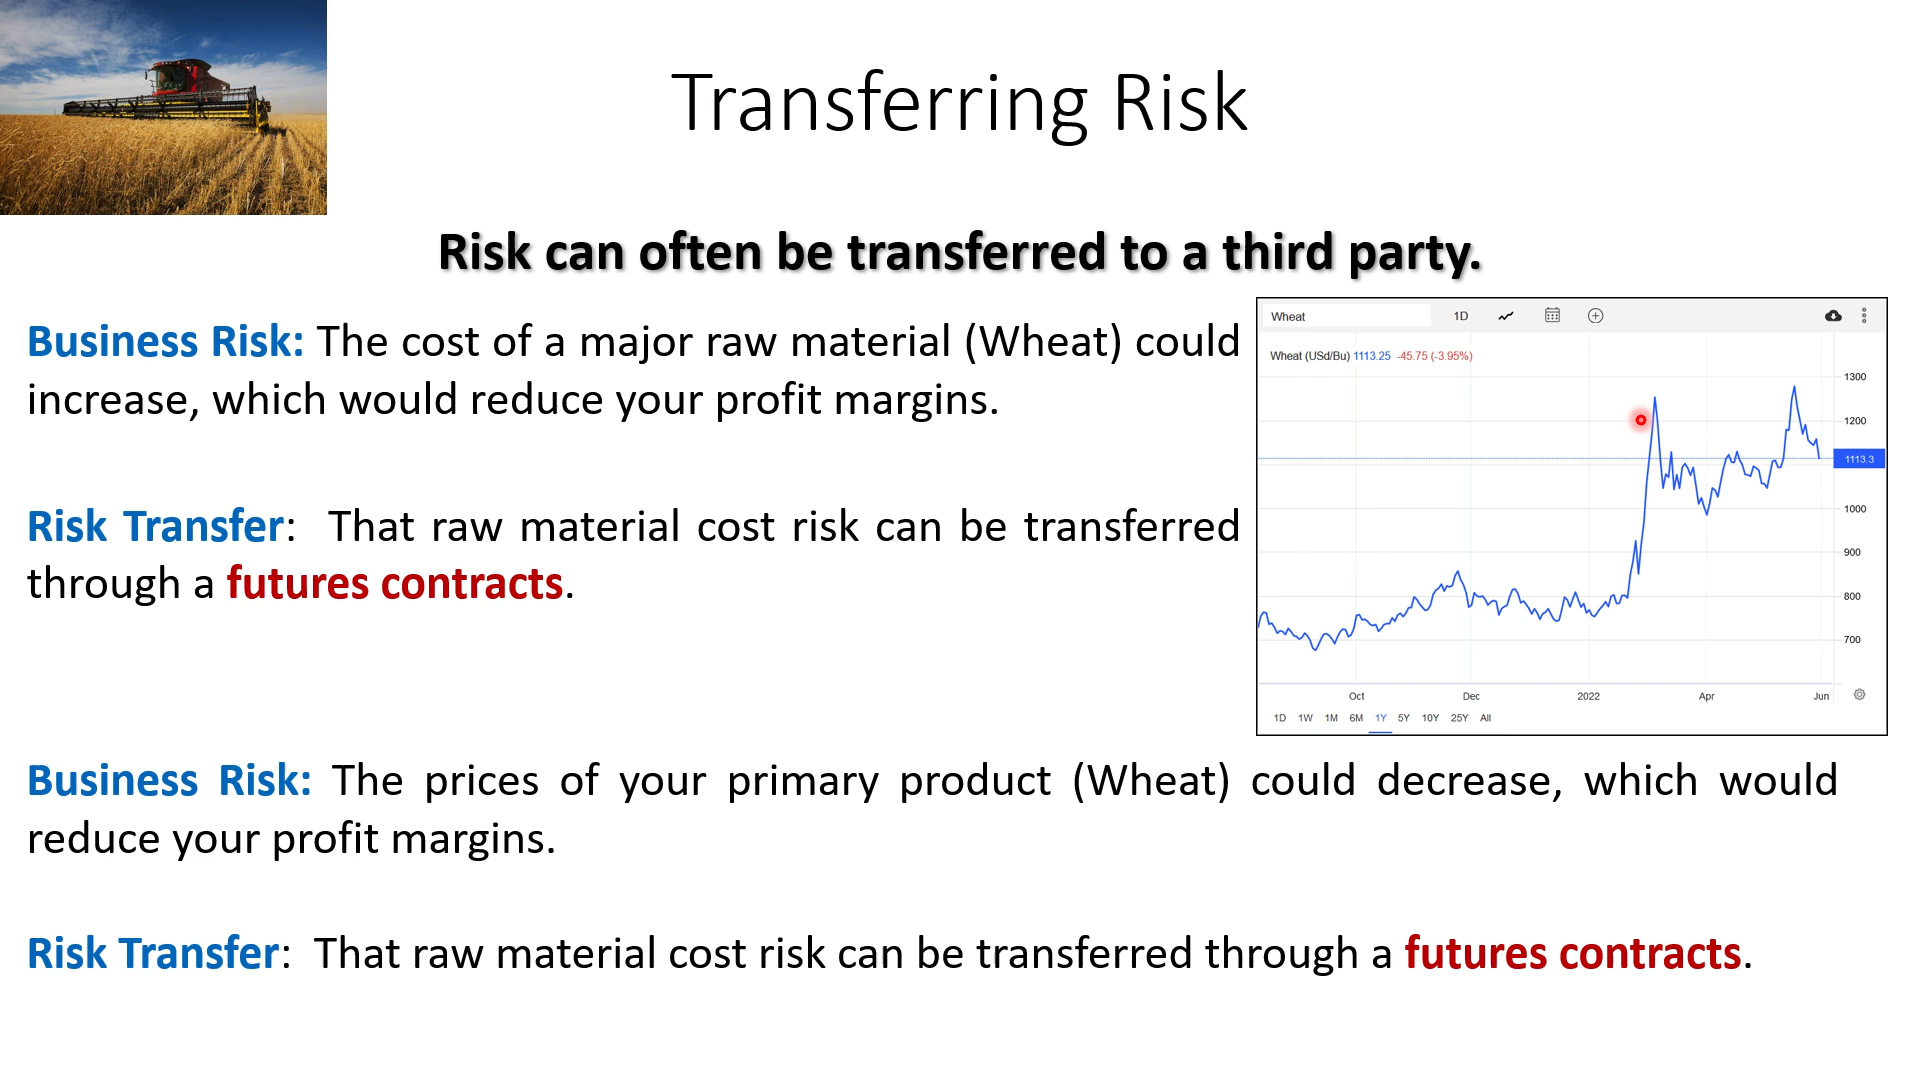 Transferring Risk
Risk can often be transferred to a third party.
Business Risk: The cost of a major raw material (Wheat) could
increase, which would reduce your profit margins.
Risk Transfer:  That raw material cost risk can be transferred
through a futures contracts.
Wheat 1D
Wheat (USd/Bu) 1113.25 -45.75 (-3.95%)
1300
1200
1113.3
1000
900
800
700
Oct Dec 2022 Apr Jun
1D 1W 1M 6M 1Y 5Y 10Y 25Y All
Business Risk: The prices of your primary product (Wheat) could decrease, which would
reduce your profit margins.
Risk Transfer:  That raw material cost risk can be transferred through a futures contracts.